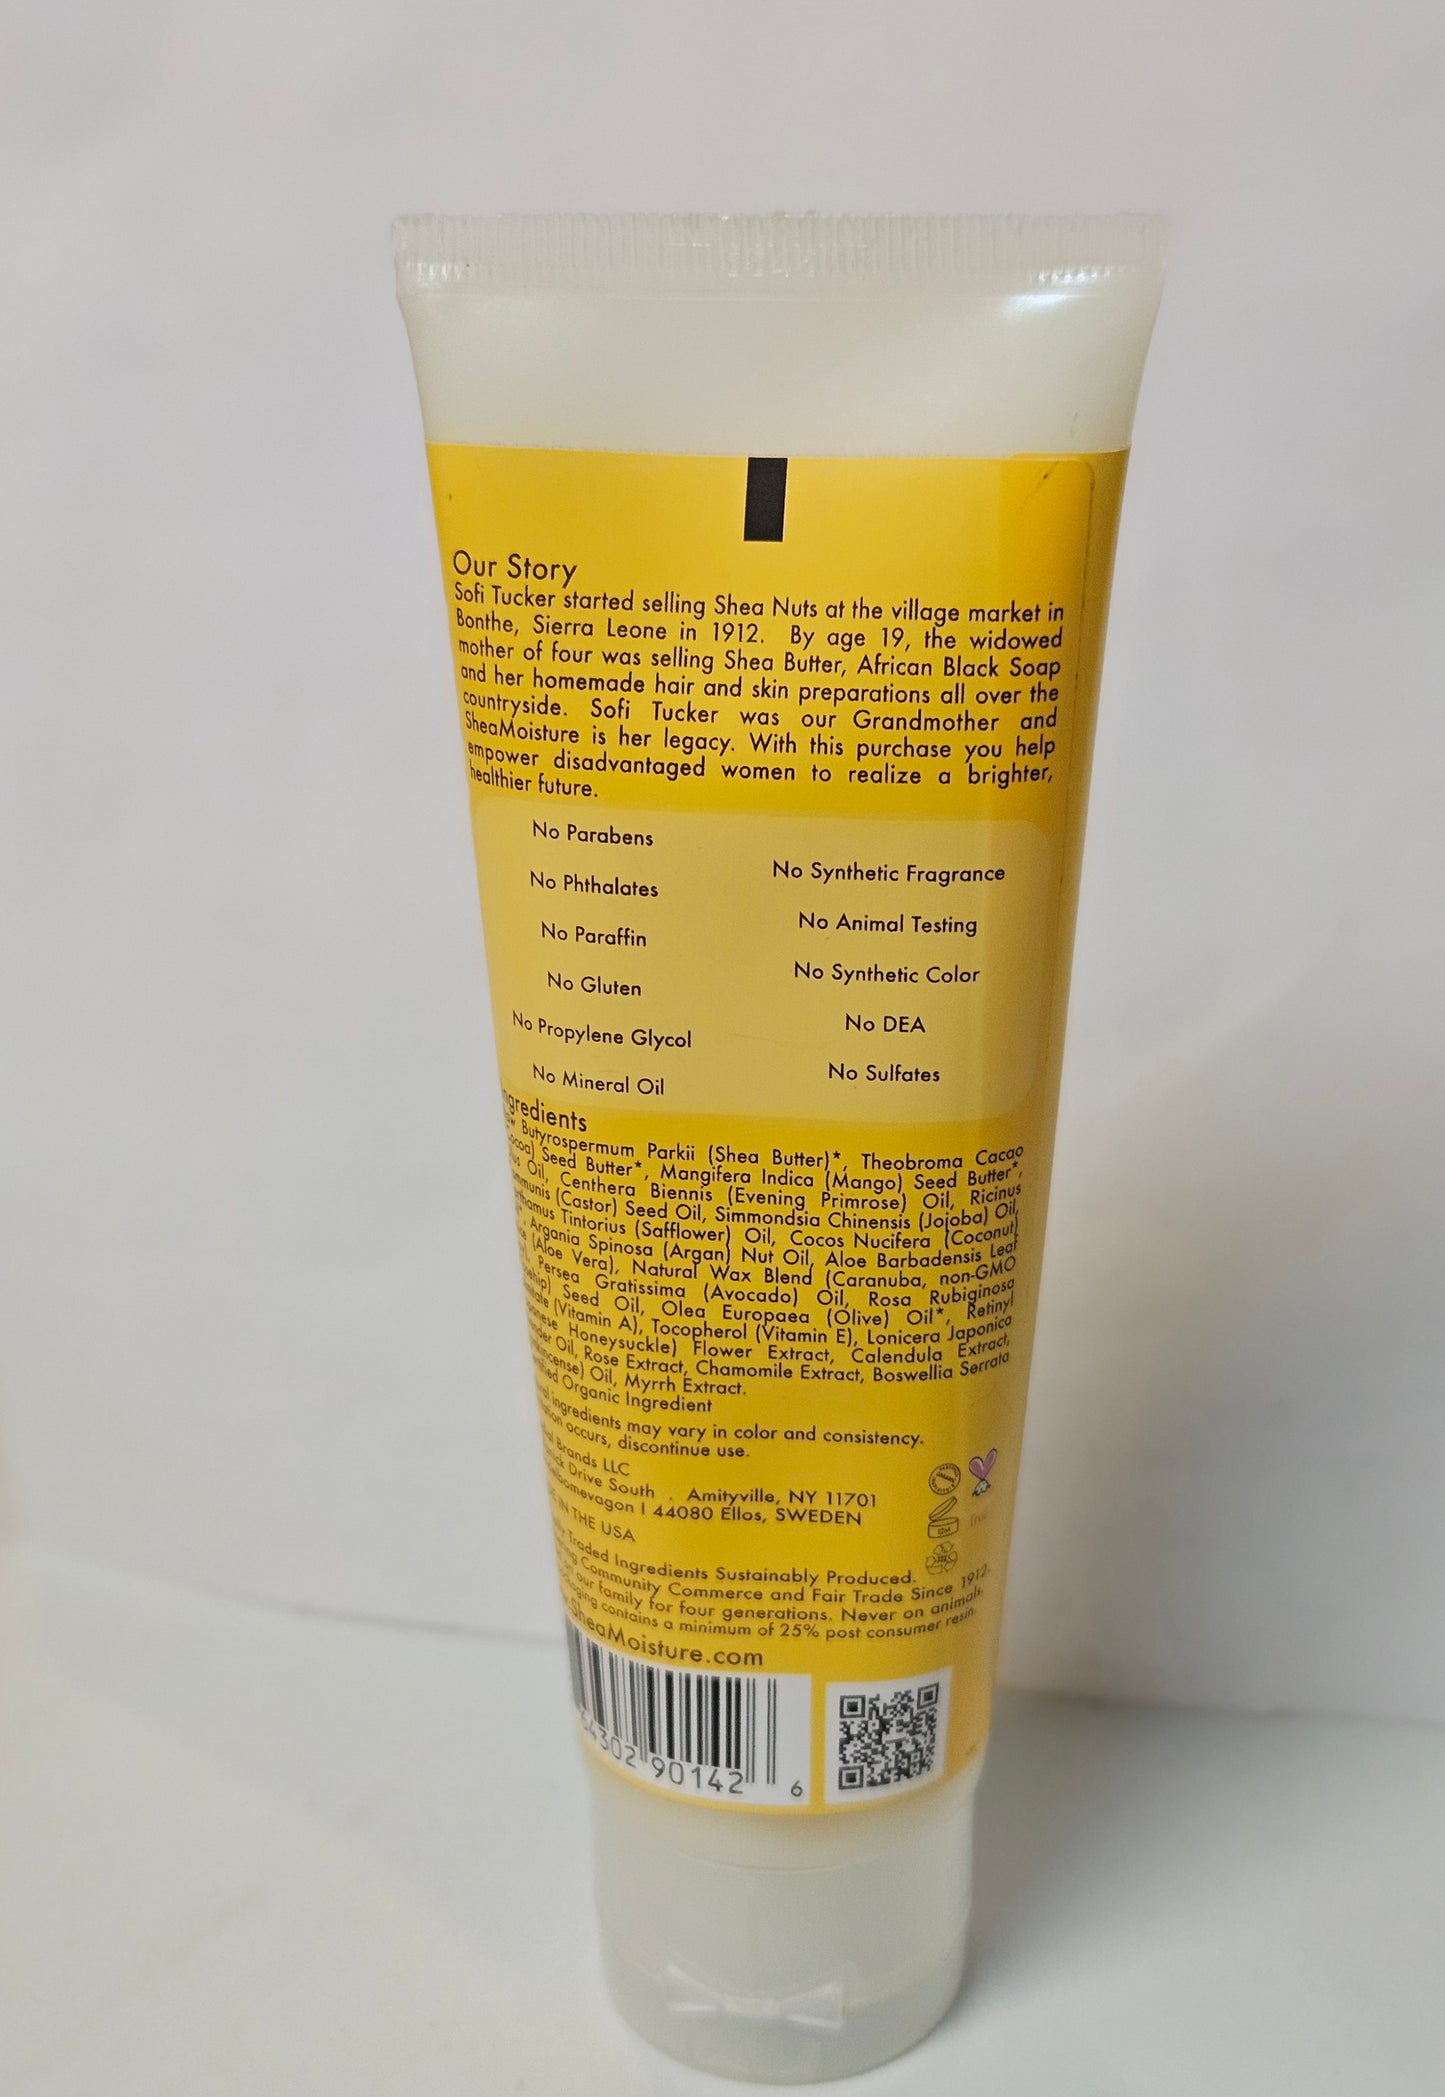 Our Story
Sofi Tucker started selling Shea Nuts at the village market in
Bonthe, Sierra Leone in 1912. By age 19, the widowed
mother of four was selling Shea Butter, African Black Soap
and her homemade hair and skin preparations all over the
countryside. Sofi Tucker was our Grandmother and
SheaMoisture is her legacy. With this purchase you help
empower disadvantaged women to realize a brighter,
healthier future.
No Parabens
No Phthalates
No Paraffin
No Gluten
No Propylene Glycol
No Mineral Oil
No Synthetic Fragrance
No Animal Testing
No Synthetic Color
No DEA
No Sulfates
ngredients
Butyrospermum Parkii (Shea Butter)*, Theobroma Cacao
Seed Butter*, Mangifera Indica (Mango) Seed Butter*,
Oil, Centhera Biennis (Evening Primrose) Oil, Ricinus
(Castor) Seed Oil, Simmondsia Chinensis (Jojoba) Oil,
Tintorius (Safflower) Oil, Cocos Nucifera (Coconut)
Argania Spinosa (Argan) Nut Oil, Aloe Barbadensis Leaf
(Aloe Vera), Natural Wax Blend (Caranuba, non-GMO
Persea Gratissima (Avocado) Oil, Rosa Rubiginosa
Seed Oil, Olea Europaea (Olive) Oil*, Retinyl
(Vitamin A), Tocopherol (Vitamin E), Lonicera Japonica
Honeysuckle) Flower Extract, Calendula Extract,
Oil, Rose Extract, Chamomile Extract, Boswellia Serrata
Oil, Myrrh Extract.
Organic Ingredient
ingredients may vary in color and consistency.
occurs, discontinue use.
Brands LLC
Drive South . Amityville, NY 11701
44080 Ellos, SWEDEN
IN THE USA
Traded Ingredients Sustainably Produced.
Community Commerce and Fair Trade Since 1912.
on our family for four generations. Never on animals.
contains a minimum of 25% post consumer resin.
SheaMoisture.com
12M
64302 90142 6